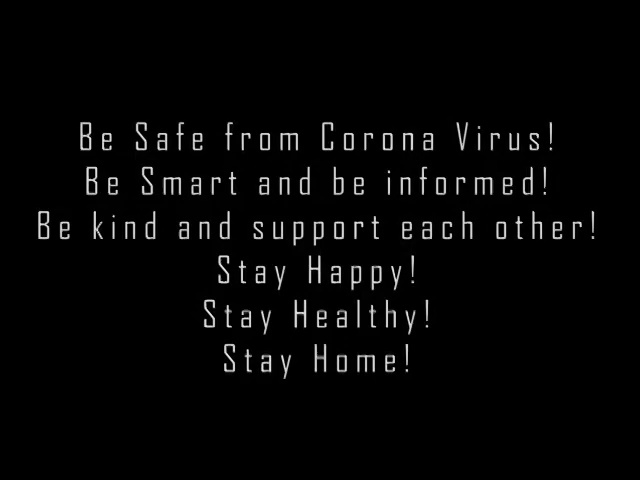 Be Safe from Corona Virus!
Be Smart and be informed!
Be kind and support each other!
Stay Happy!
Stay Healthy!
Stay Home!